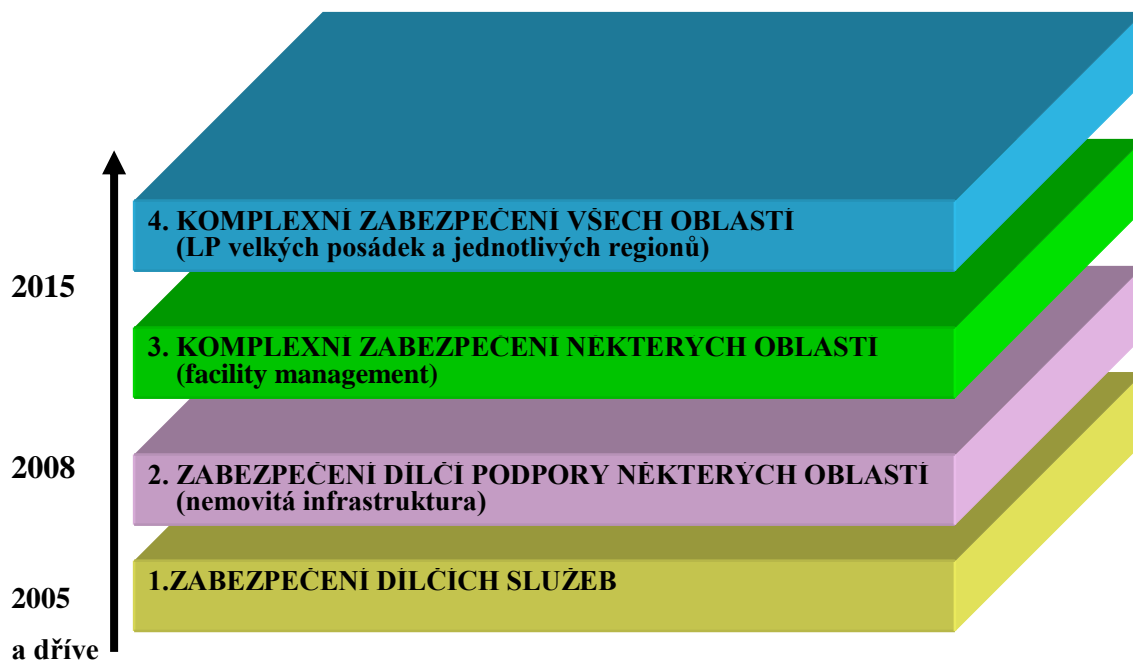 4. KOMPLEXNÍ ZABEZPEČENÍ VŠECH OBLASTÍ
(LP velkých posádek a jednotlivých regionů)
2015
3. KOMPLEXNÍ ZABEZPEČENÍ NĚKTERÝCH OBLASTÍ
(facility management)
2008
2. ZABEZPEČENÍ DÍLČÍ PODPORY NĚKTERÝCH OBLASTÍ
(nemovitá infrastruktura)
1.ZABEZPEČENÍ DÍLČÍCH SLUŽEB
2005
a dříve